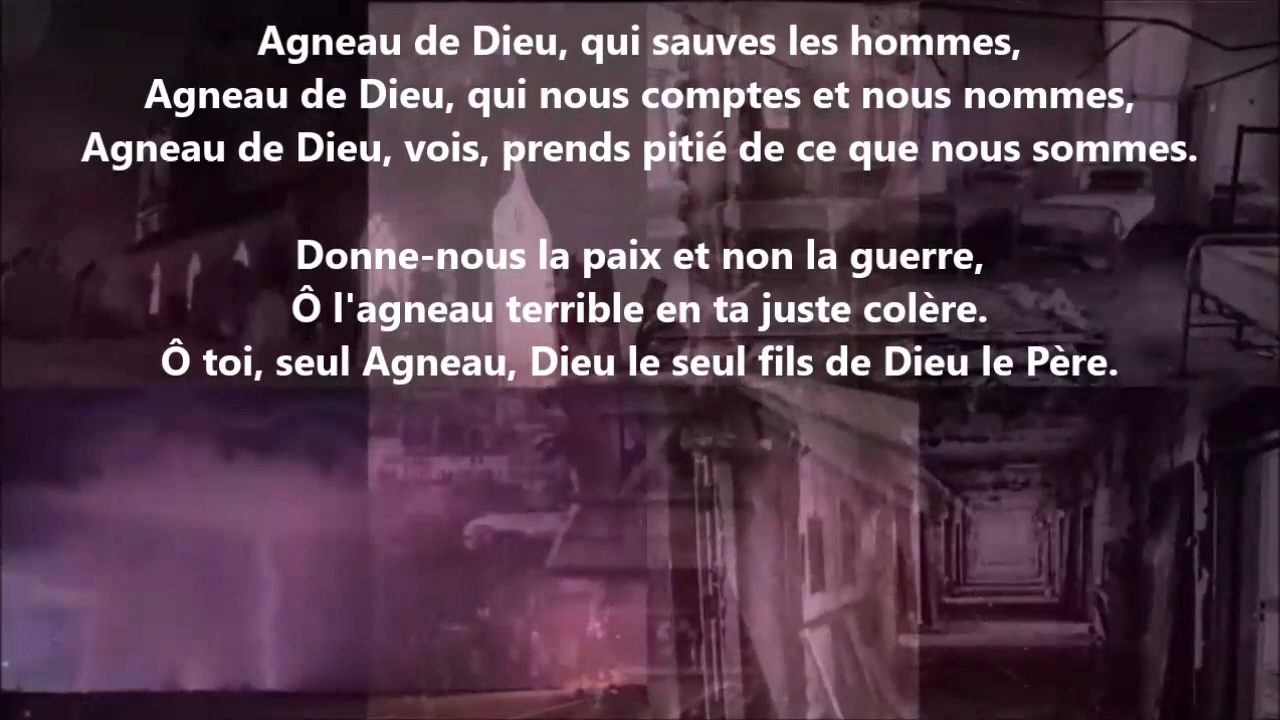 Agneau de Dieu, qui sauves les hommes,
Agneau de Dieu, qui nous comptes et nous nommes,
Agneau de Dieu, vois, prends pitié de ce que nous sommes.
Donne-nous la paix et non la guerre,
Ô l'agneau terrible en ta juste colère.
Ô toi, seul Agneau, Dieu le seul fils de Dieu le Père.